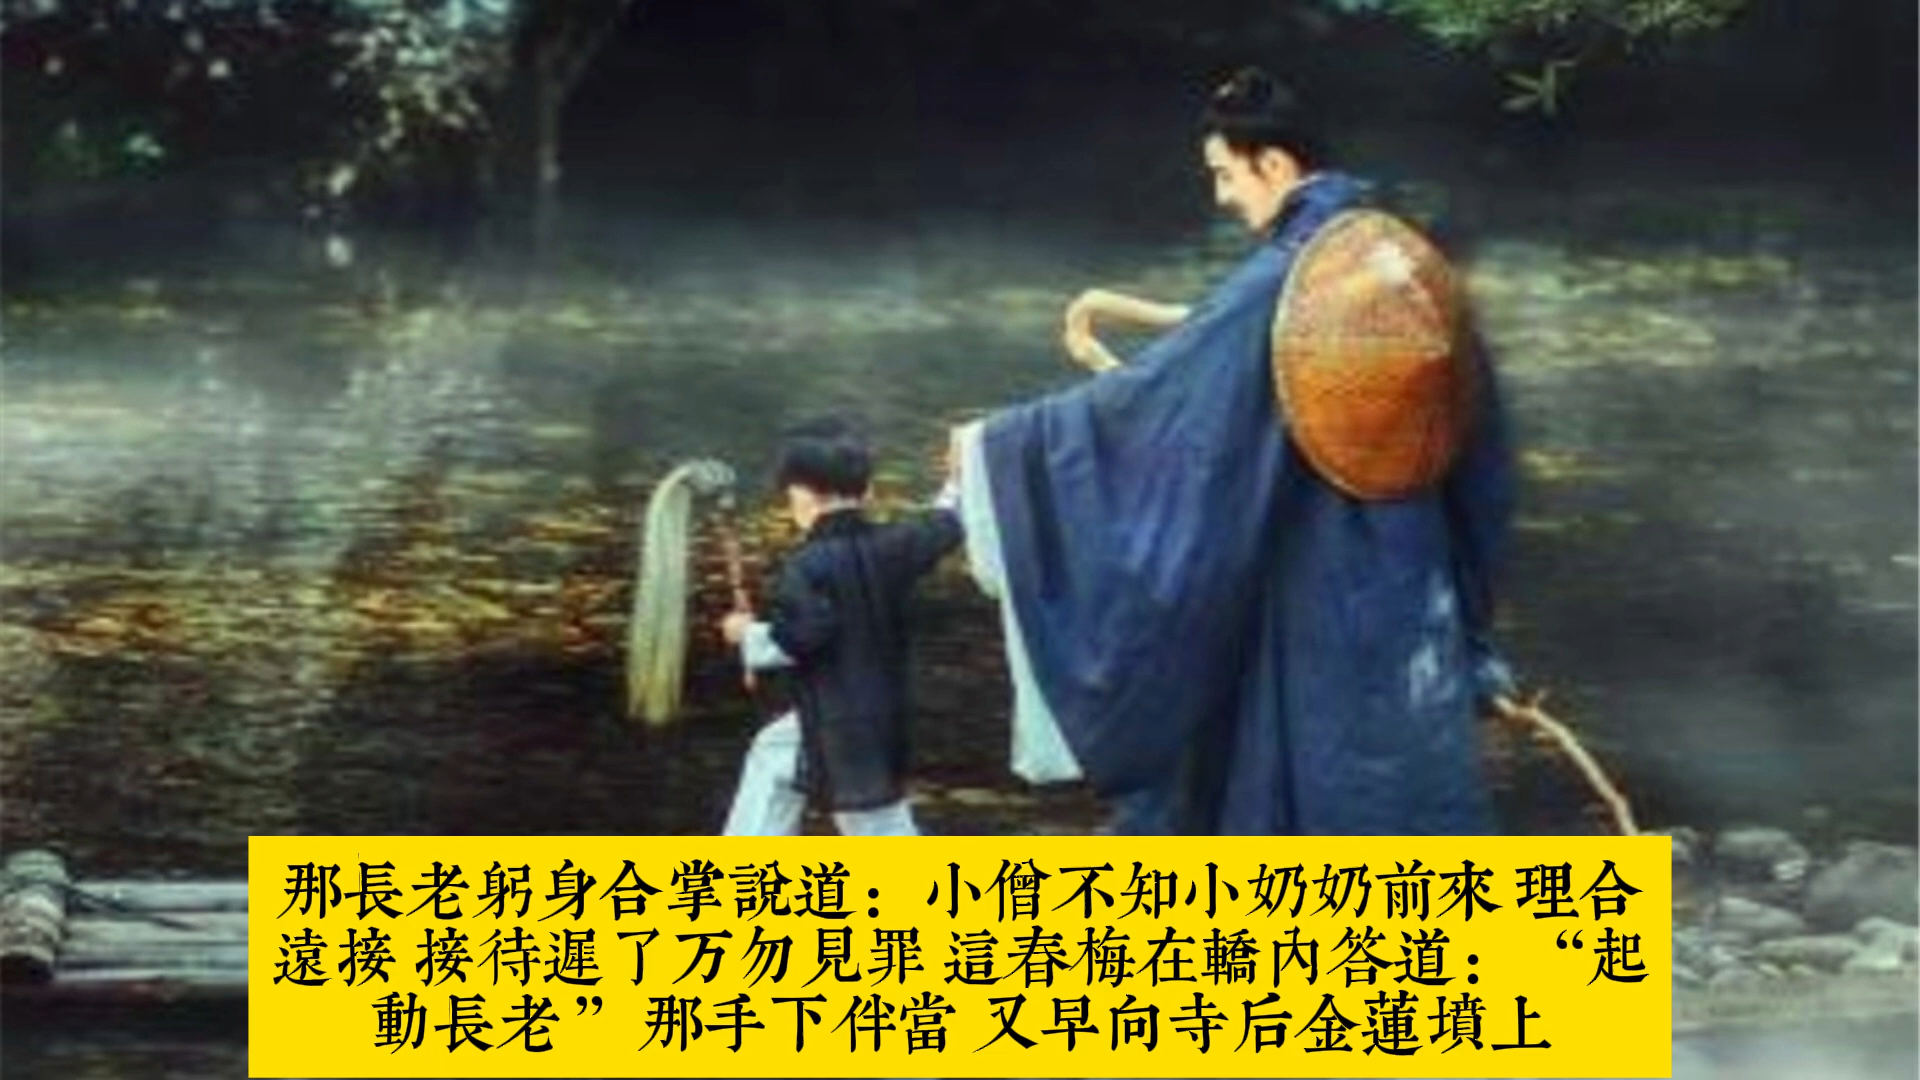 那長老躬身合掌說道：小僧不知小奶奶前來 理合
遠接 接待遲了万勿見罪 這春梅在轎內答道：“起
動長老”那手下伴當 又早向寺后金蓮墳上